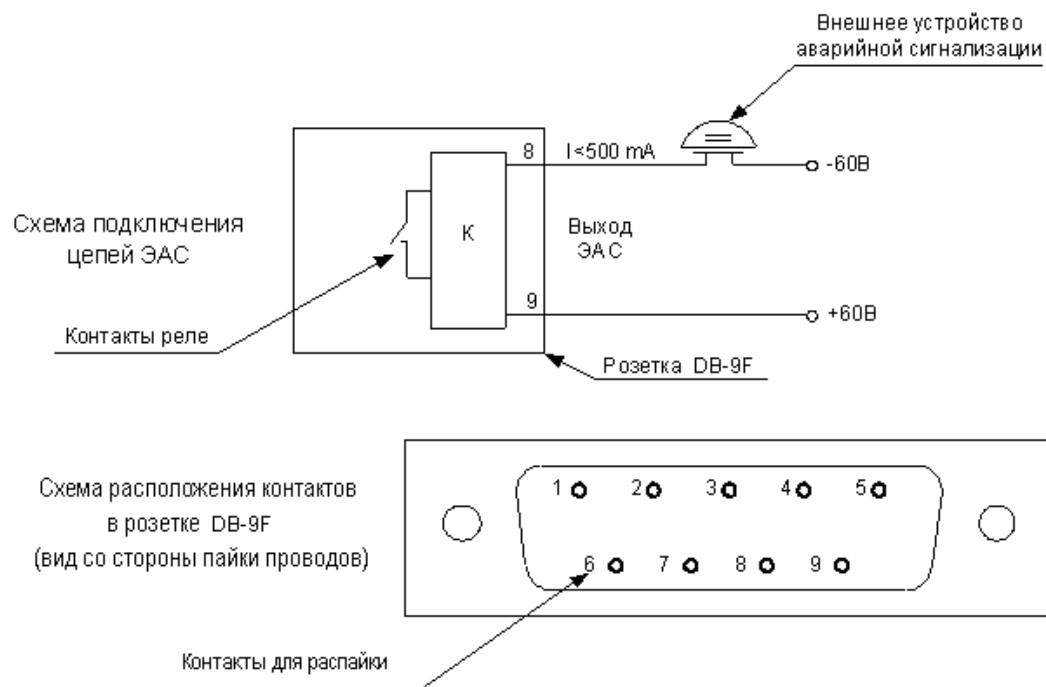 Внешнее устройство
аварийной сигнализации
8
I<500 mA
-60В
Схема подключения
цепей ЭАС
К
Выход
ЭАС
9
+60В
Контакты реле
Розетка DB-9F
Схема расположения контактов
в розетке DB-9F
(вид со стороны пайки проводов)
1 2 3 4 5
6 7 8 9
Контакты для распайки